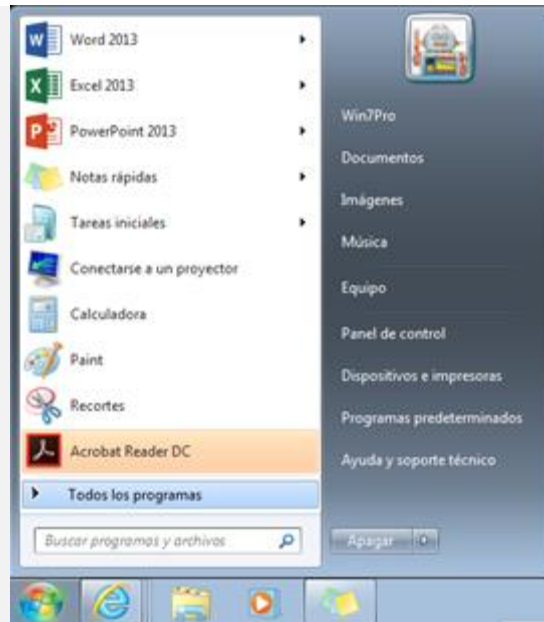 Word 2013
Excel 2013
PowerPoint 2013
Notas rápidas
Tareas iniciales
Conectarse a un proyector
Calculadora
Paint
Recortes
Acrobat Reader DC
Todos los programas
Buscar programas y archivos
Win7Pro
Documentos
Imágenes
Música
Equipo
Panel de control
Dispositivos e impresoras
Programas predeterminados
Ayuda y soporte técnico
Apagar